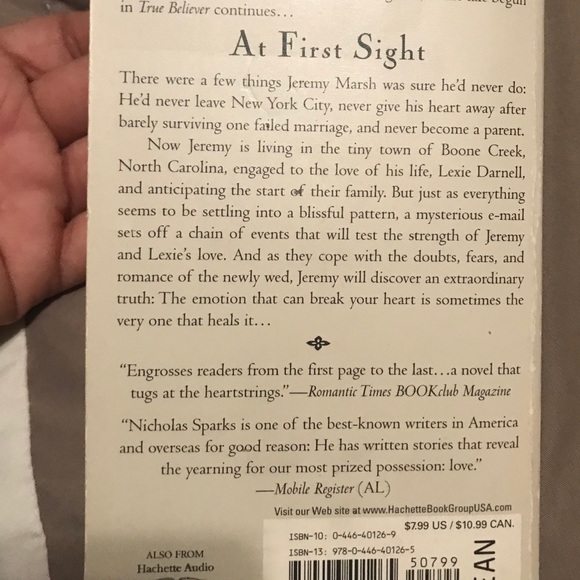 in True Believer continues…
At First Sight
There were a few things Jeremy Marsh was sure he'd never do:
He'd never leave New York City, never give his heart away after
barely surviving one failed marriage, and never become a parent.
Now Jeremy is living in the tiny town of Boone Creek,
North Carolina, engaged to the love of his life, Lexie Darnell,
and anticipating the start of their family. But just as everything
seems to be settling into a blissful pattern, a mysterious e-mail
sets off a chain of events that will test the strength of Jeremy
and Lexie's love. And as they cope with the doubts, fears, and
romance of the newly wed, Jeremy will discover an extraordinary
truth: The emotion that can break your heart is sometimes the
very one that heals it…
"Engrosses readers from the first page to the last…a novel that
tugs at the heartstrings."—Romantic Times BOOKclub Magazine
"Nicholas Sparks is one of the best-known writers in America
and overseas for good reason: He has written stories that reveal
the yearning for our most prized possession: love."
—Mobile Register (AL)
Visit our Web site at www.HachetteBookGroupUSA.com
$7.99 US / $10.99 CAN.
ISBN-10: 0-446-40126-9
ISBN-13: 978-0-446-40126-5
50799
EAN
ALSO FROM
Hachette Audio